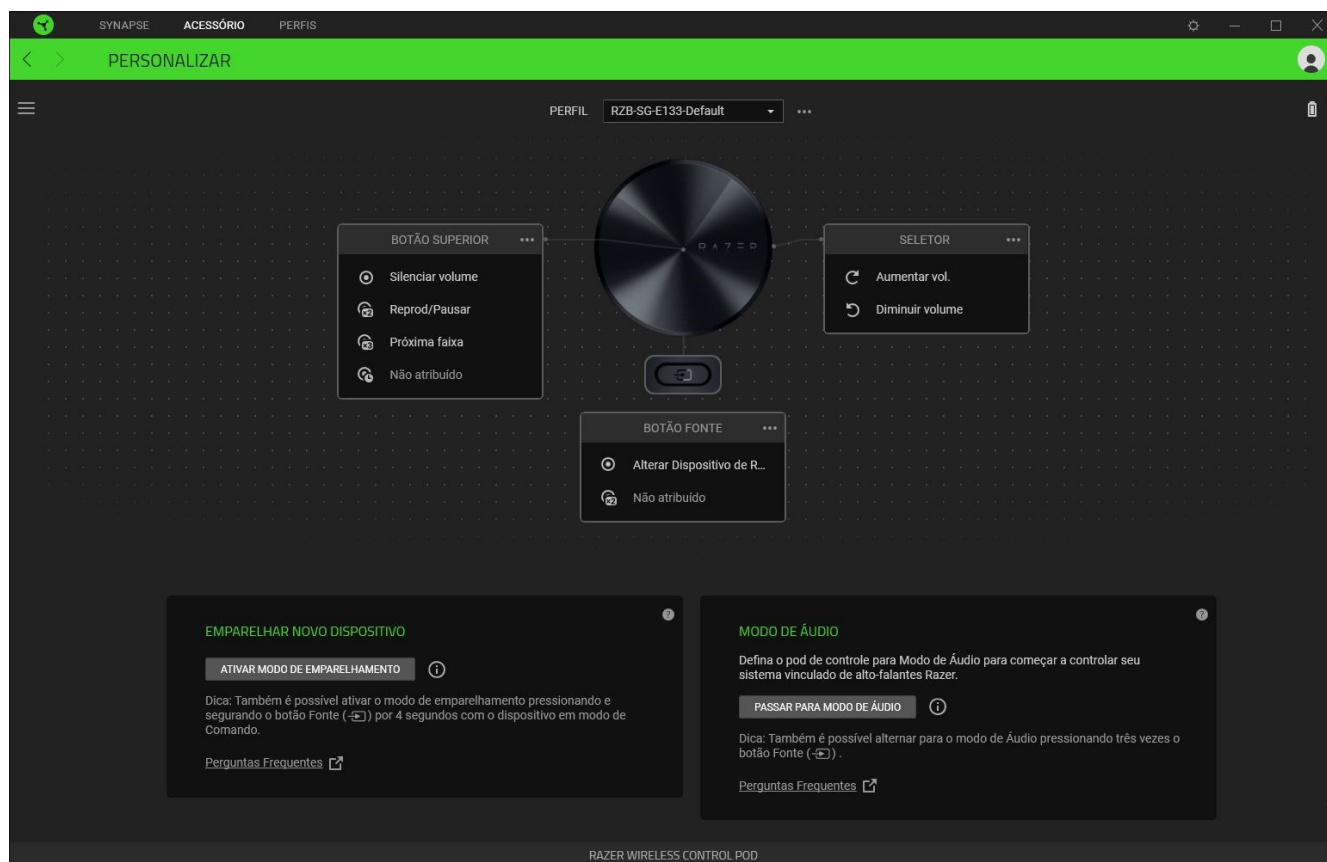 SYNAPSE ACESSÓRIO PERFIS
PERSONALIZAR
PERFIL RZB-SG-E133-Default
RAZER
BOTÃO SUPERIOR
Silenciar volume
x2 Reprod/Pausar
x3 Próxima faixa
Não atribuído
SELETOR
Aumentar vol.
Diminuir volume
BOTÃO FONTE
Alterar Dispositivo de R...
x2 Não atribuído
EMPARELHAR NOVO DISPOSITIVO
ATIVAR MODO DE EMPARELHAMENTO
Dica: Também é possível ativar o modo de emparelhamento pressionando e
segurando o botão Fonte ( ) por 4 segundos com o dispositivo em modo de
Comando.
Perguntas Frequentes
MODO DE ÁUDIO
Defina o pod de controle para Modo de Áudio para começar a controlar seu
sistema vinculado de alto-falantes Razer.
PASSAR PARA MODO DE ÁUDIO
Dica: Também é possível alternar para o modo de Áudio pressionando três vezes o
botão Fonte ( ) .
Perguntas Frequentes
RAZER WIRELESS CONTROL POD